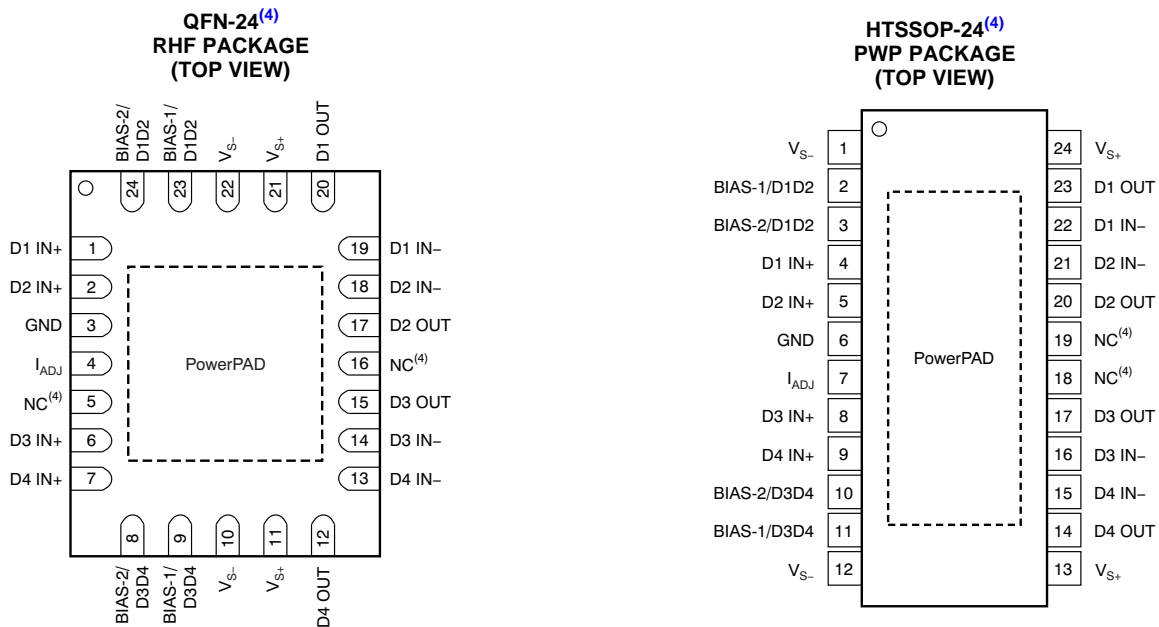 QFN-24(4)
RHF PACKAGE
(TOP VIEW)
BIAS-2/
D1D2
BIAS-1/
D1D2
VS−
VS+
D1 OUT
24
23
22
21
20
D1 IN+ 1
D2 IN+ 2
GND 3
IADJ 4
NC(4) 5
D3 IN+ 6
D4 IN+ 7
PowerPAD
19 D1 IN−
18 D2 IN−
17 D2 OUT
16 NC(4)
15 D3 OUT
14 D3 IN−
13 D4 IN−
8
9
10
11
12
BIAS-2/
D3D4
BIAS-1/
D3D4
VS−
VS+
D4 OUT
HTSSOP-24(4)
PWP PACKAGE
(TOP VIEW)
VS− 1
BIAS-1/D1D2 2
BIAS-2/D1D2 3
D1 IN+ 4
D2 IN+ 5
GND 6
IADJ 7
D3 IN+ 8
D4 IN+ 9
BIAS-2/D3D4 10
BIAS-1/D3D4 11
VS− 12
PowerPAD
24 VS+
23 D1 OUT
22 D1 IN−
21 D2 IN−
20 D2 OUT
19 NC(4)
18 NC(4)
17 D3 OUT
16 D3 IN−
15 D4 IN−
14 D4 OUT
13 VS+